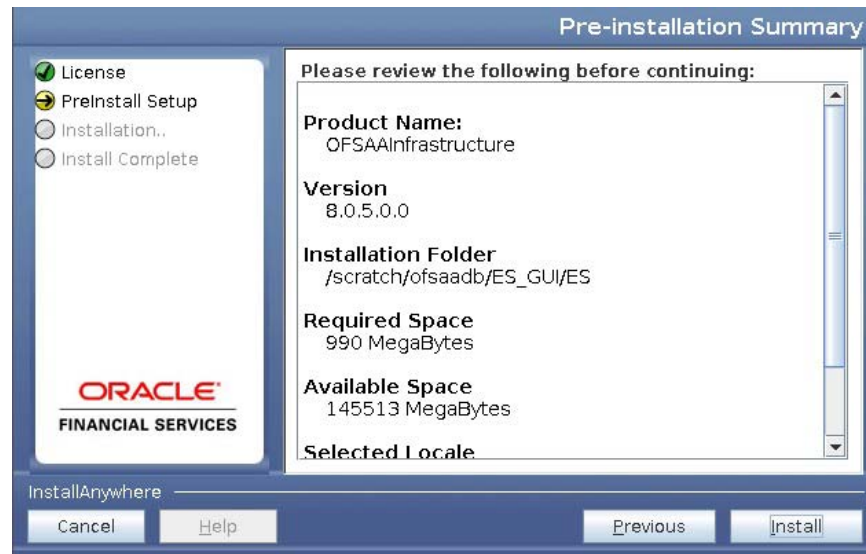 Pre-installation Summary
License
PreInstall Setup
Installation..
Install Complete
ORACLE
FINANCIAL SERVICES
Please review the following before continuing:
Product Name:
OFSAAInfrastructure
Version
8.0.5.0.0
Installation Folder
/scratch/ofsaadb/ES_GUI/ES
Required Space
990 MegaBytes
Available Space
145513 MegaBytes
Selected Locale
InstallAnywhere
Cancel
Help
Previous
Install